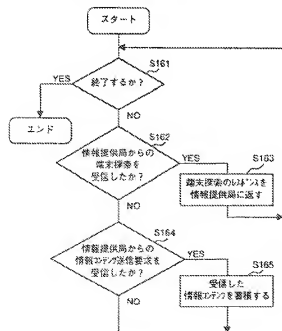 スタート
S161
終了するか?
YES
エンド
NO
S162
情報提供局からの
端末探索を
受信したか?
YES
S163
端末探索のレスポンスを
情報提供局に返す
NO
S164
情報提供局からの
情報コンテンツ送信要求を
受信したか?
YES
S165
受信した
情報コンテンツを蓄積する
NO